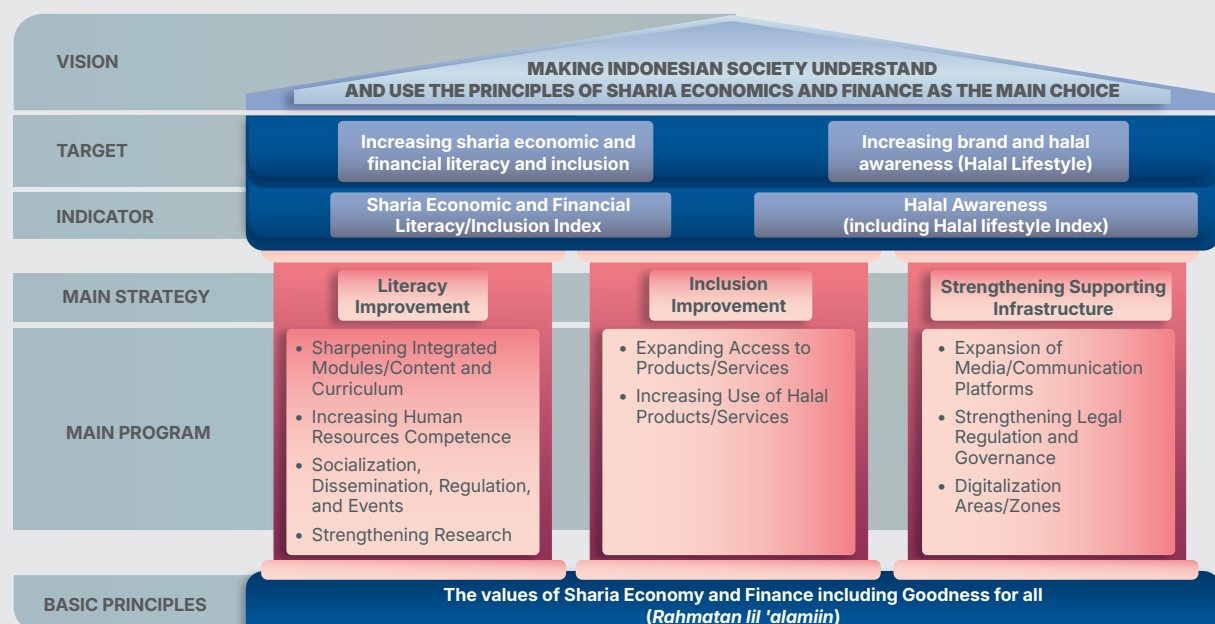 VISION
MAKING INDONESIAN SOCIETY UNDERSTAND
AND USE THE PRINCIPLES OF SHARIA ECONOMICS AND FINANCE AS THE MAIN CHOICE
TARGET
Increasing sharia economic and
financial literacy and inclusion
Increasing brand and halal
awareness (Halal Lifestyle)
INDICATOR
Sharia Economic and Financial
Literacy/Inclusion Index
Halal Awareness
(including Halal lifestyle Index)
MAIN STRATEGY
Literacy
Improvement
Inclusion
Improvement
Strengthening Supporting
Infrastructure
MAIN PROGRAM
• Sharpening Integrated
Modules/Content and
Curriculum
• Increasing Human
Resources Competence
• Socialization,
Dissemination, Regulation,
and Events
• Strengthening Research
• Expanding Access to
Products/Services
• Increasing Use of Halal
Products/Services
• Expansion of
Media/Communication
Platforms
• Strengthening Legal
Regulation and
Governance
• Digitalization
Areas/Zones
BASIC PRINCIPLES
The values of Sharia Economy and Finance including Goodness for all
(Rahmatan lil 'alamiin)